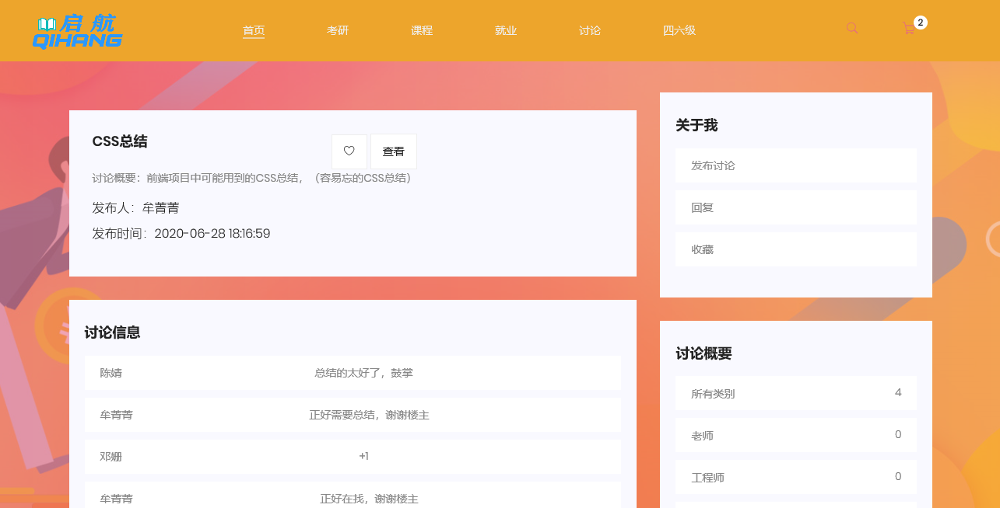 启航
QIHANG
首页 考研 课程 就业 讨论 四六级
2
CSS总结
查看
讨论概要：前端项目中可能用到的CSS总结，（容易忘的CSS总结）
发布人：牟菁菁
发布时间：2020-06-28 18:16:59
讨论信息
陈婧 总结的太好了，鼓掌
牟菁菁 正好需要总结，谢谢楼主
邓姗 +1
牟菁菁 正好在找，谢谢楼主
关于我
发布讨论
回复
收藏
讨论概要
所有类别 4
老师 0
工程师 0